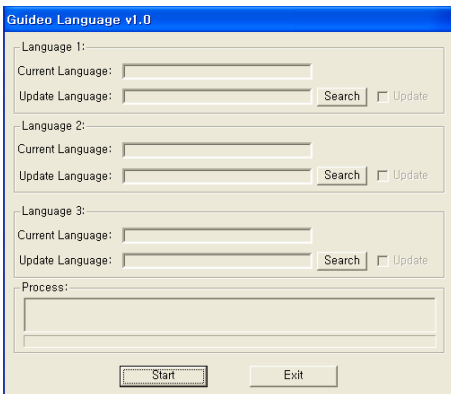 Guideo Language v1.0
Language 1:
Current Language:
Update Language: Search Update
Language 2:
Current Language:
Update Language: Search Update
Language 3:
Current Language:
Update Language: Search Update
Process:
Start Exit